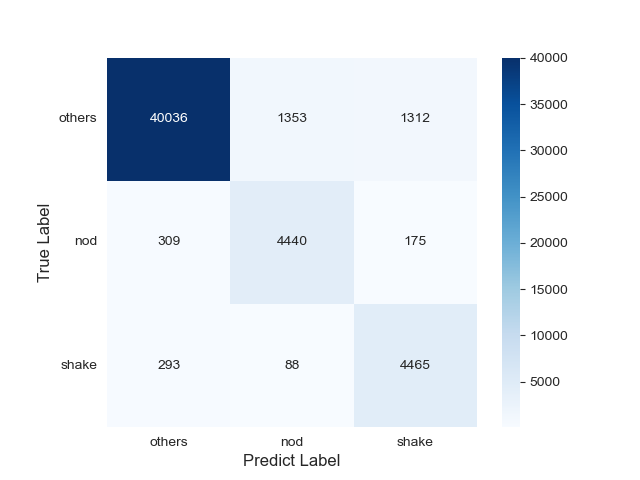 others 40036 1353 1312
nod 309 4440 175
shake 293 88 4465
others nod shake
True Label
Predict Label
40000
35000
30000
25000
20000
15000
10000
5000